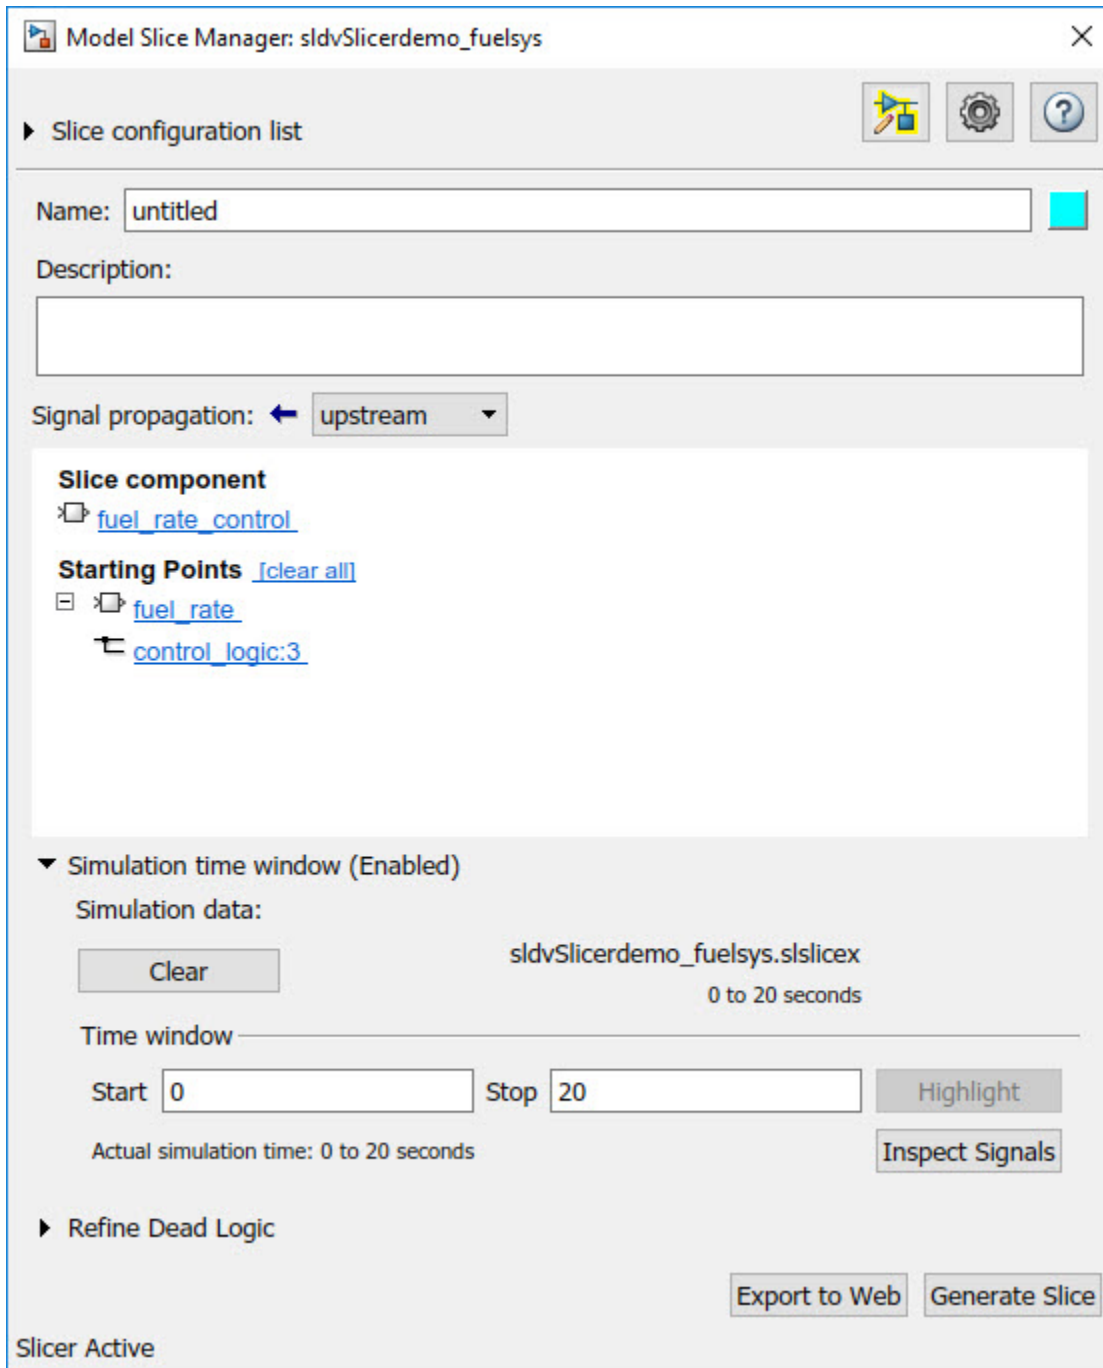 Model Slice Manager: sldvSlicerdemo_fuelsys
Slice configuration list
Name: untitled
Description:
Signal propagation: upstream
Slice component
fuel_rate_control
Starting Points [clear all]
fuel_rate
control_logic:3
Simulation time window (Enabled)
Simulation data:
Clear
sldvSlicerdemo_fuelsys.slslicex
0 to 20 seconds
Time window
Start 0 Stop 20 Highlight
Actual simulation time: 0 to 20 seconds Inspect Signals
Refine Dead Logic
Export to Web Generate Slice
Slicer Active